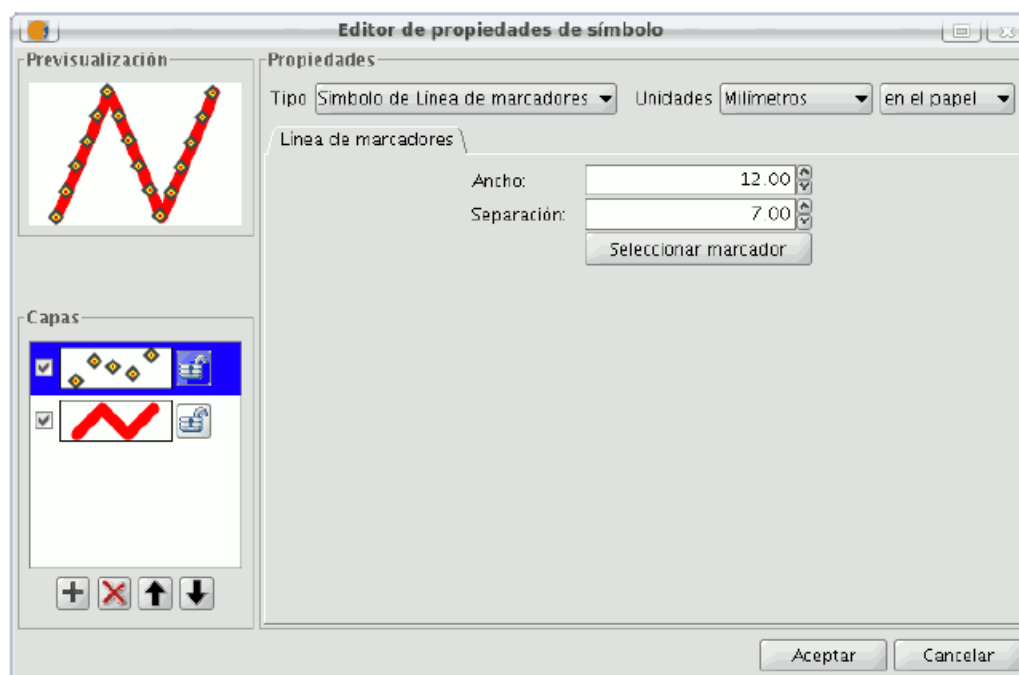 Editor de propiedades de símbolo
Previsualización
Propiedades
Tipo Símbolo de Línea de marcadores Unidades Milímetros en el papel
Línea de marcadores
Ancho: 12.00
Separación: 7.00
Seleccionar marcador
Capas
Aceptar Cancelar